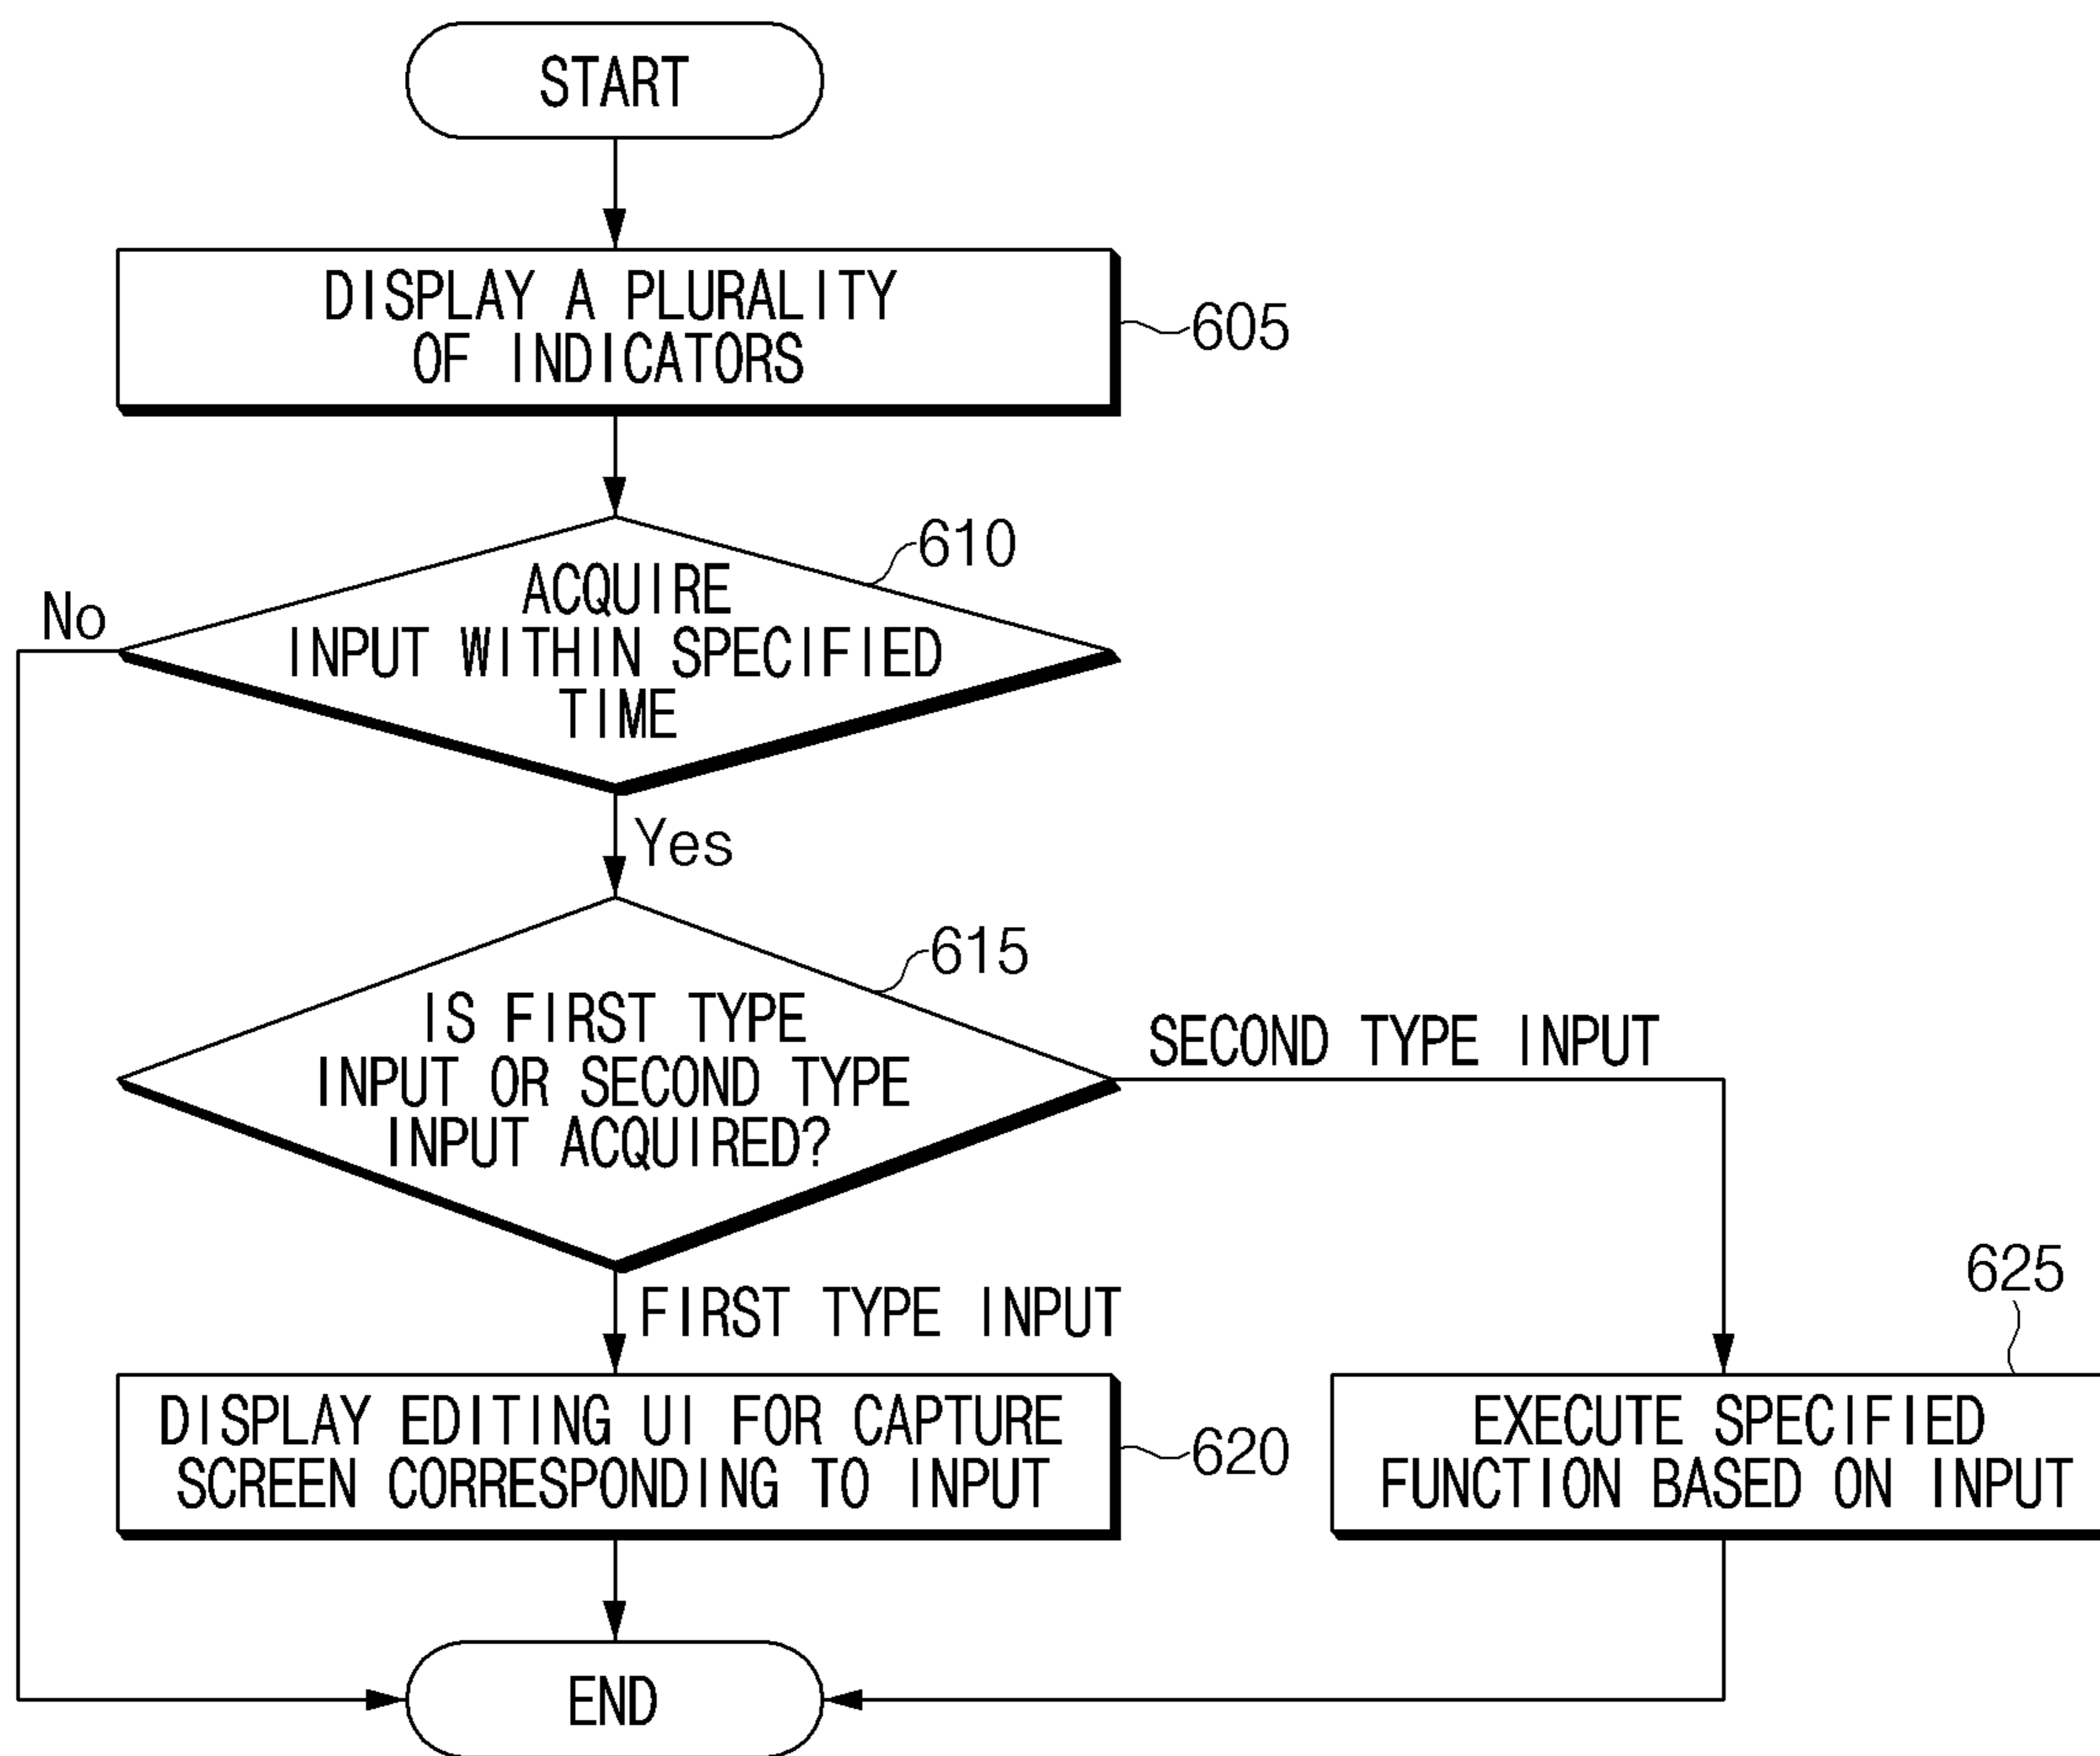 START
DISPLAY A PLURALITY
OF INDICATORS
605
610
ACQUIRE
INPUT WITHIN SPECIFIED
TIME
No
Yes
615
IS FIRST TYPE
INPUT OR SECOND TYPE
INPUT ACQUIRED?
SECOND TYPE INPUT
FIRST TYPE INPUT
625
DISPLAY EDITING UI FOR CAPTURE
SCREEN CORRESPONDING TO INPUT
620
EXECUTE SPECIFIED
FUNCTION BASED ON INPUT
END